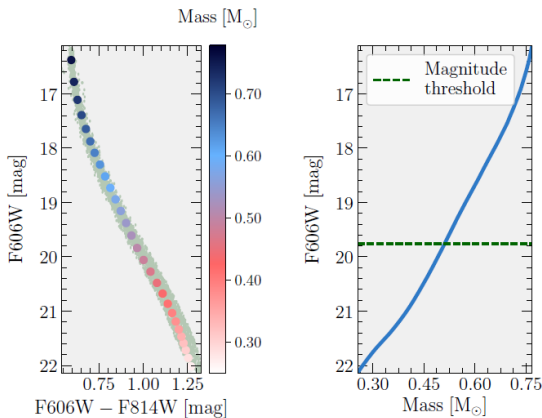 Mass [M⊙]
17
18
19
20
21
22
F606W [mag]
0.75 1.00 1.25
F606W − F814W [mag]
0.70
0.60
0.50
0.40
0.30
Magnitude
threshold
17
18
19
20
21
22
F606W [mag]
0.30 0.45 0.60 0.75
Mass [M⊙]